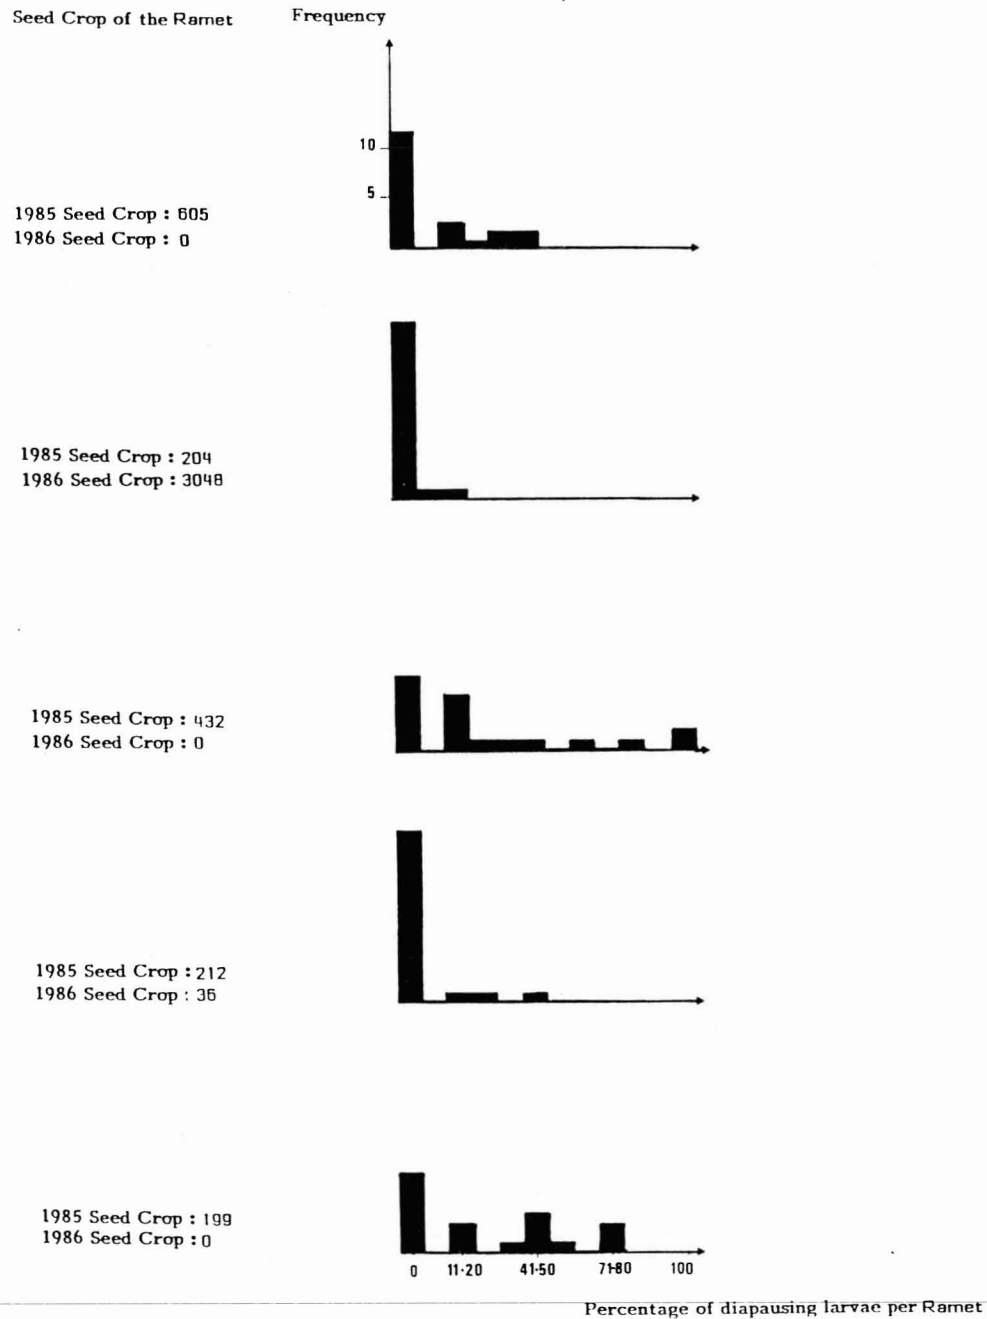 Seed Crop of the Ramet
Frequency
10
5
1985 Seed Crop : 605
1986 Seed Crop : 0
1985 Seed Crop : 204
1986 Seed Crop : 3048
1985 Seed Crop : 432
1986 Seed Crop : 0
1985 Seed Crop : 212
1986 Seed Crop : 36
1985 Seed Crop : 199
1986 Seed Crop : 0
0 11-20 41-50 71-80 100
Percentage of diapausing larvae per Ramet